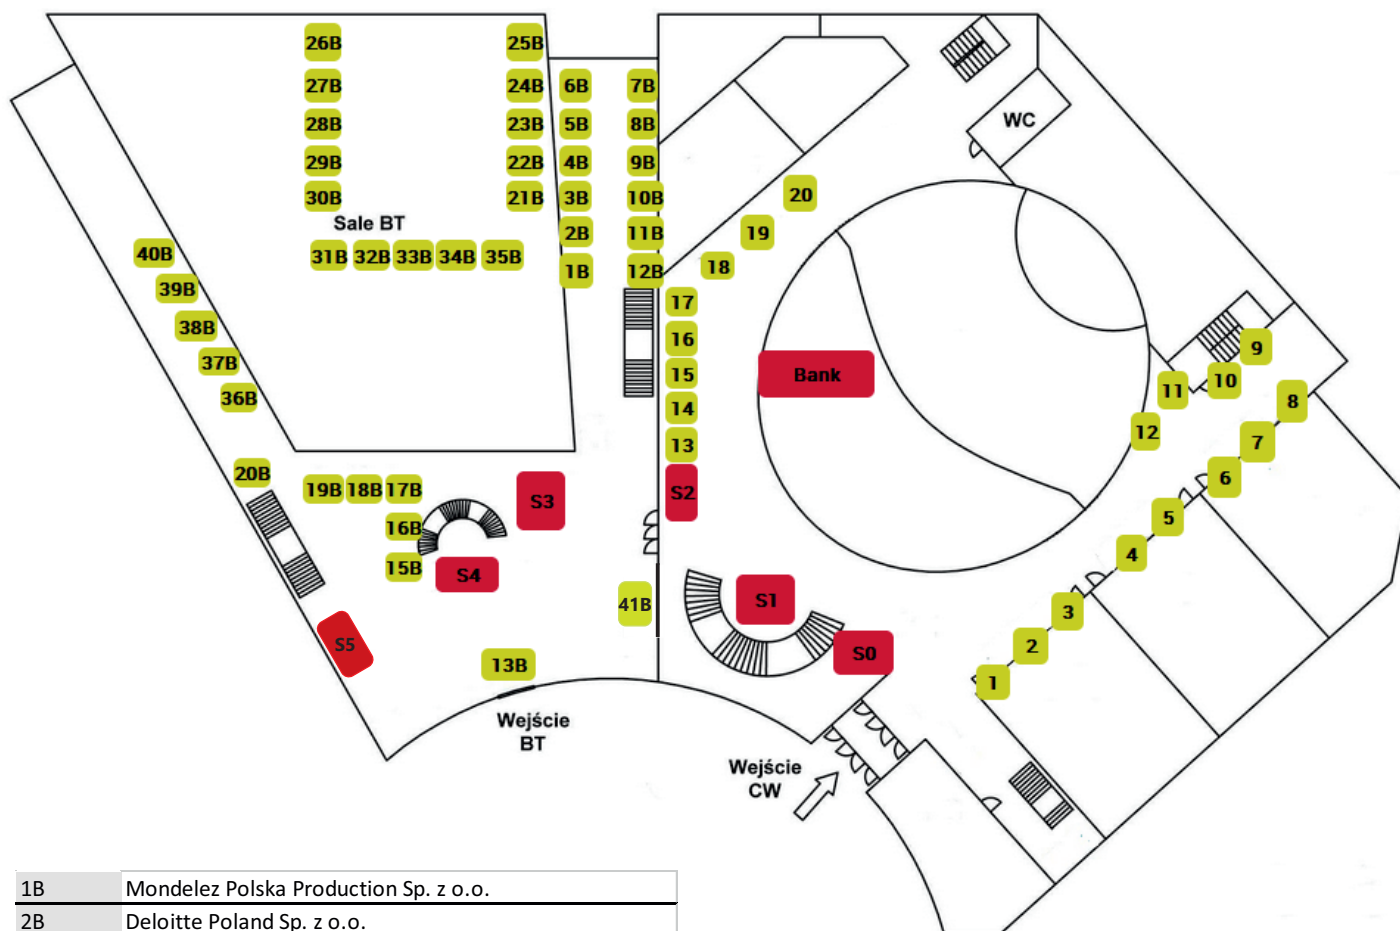 26B 25B
27B 24B 6B 7B
28B 23B 5B 8B
WC
29B 22B 4B 9B
30B 21B 3B 10B 20
Sale BT
2B 11B 19
40B 31B 32B 33B 34B 35B 1B 12B 18
39B 17
38B 16 9
37B 15 Bank 10 11
36B 14 8
13 12 7
20B 19B 18B 17B S3 S2 6
16B 5
15B S4 4
41B S1 3
S5 13B S0 2
1
Wejście
BT
Wejście
CW
1B Mondelez Polska Production Sp. z o.o.
2B Deloitte Poland Sp. z o.o.